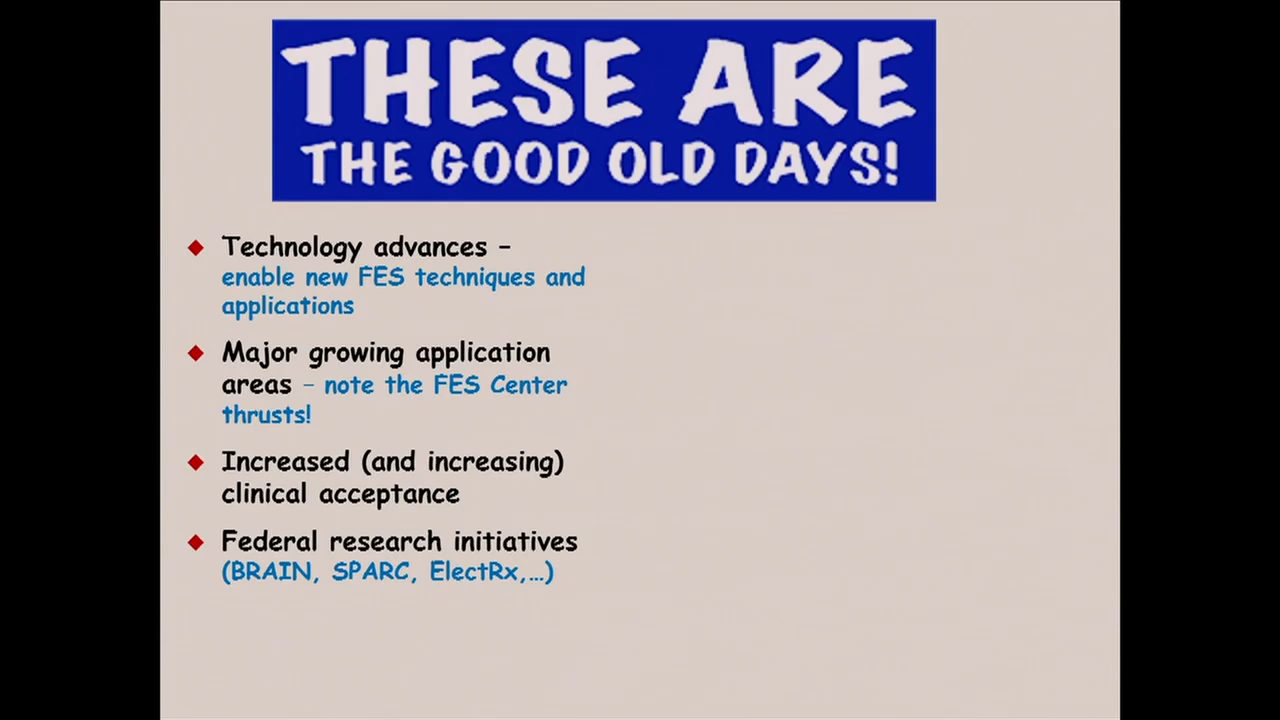 THESE ARE
THE GOOD OLD DAYS!
Technology advances –
enable new FES techniques and
applications
Major growing application
areas – note the FES Center
thrusts!
Increased (and increasing)
clinical acceptance
Federal research initiatives
(BRAIN, SPARC, ElectRx,…)